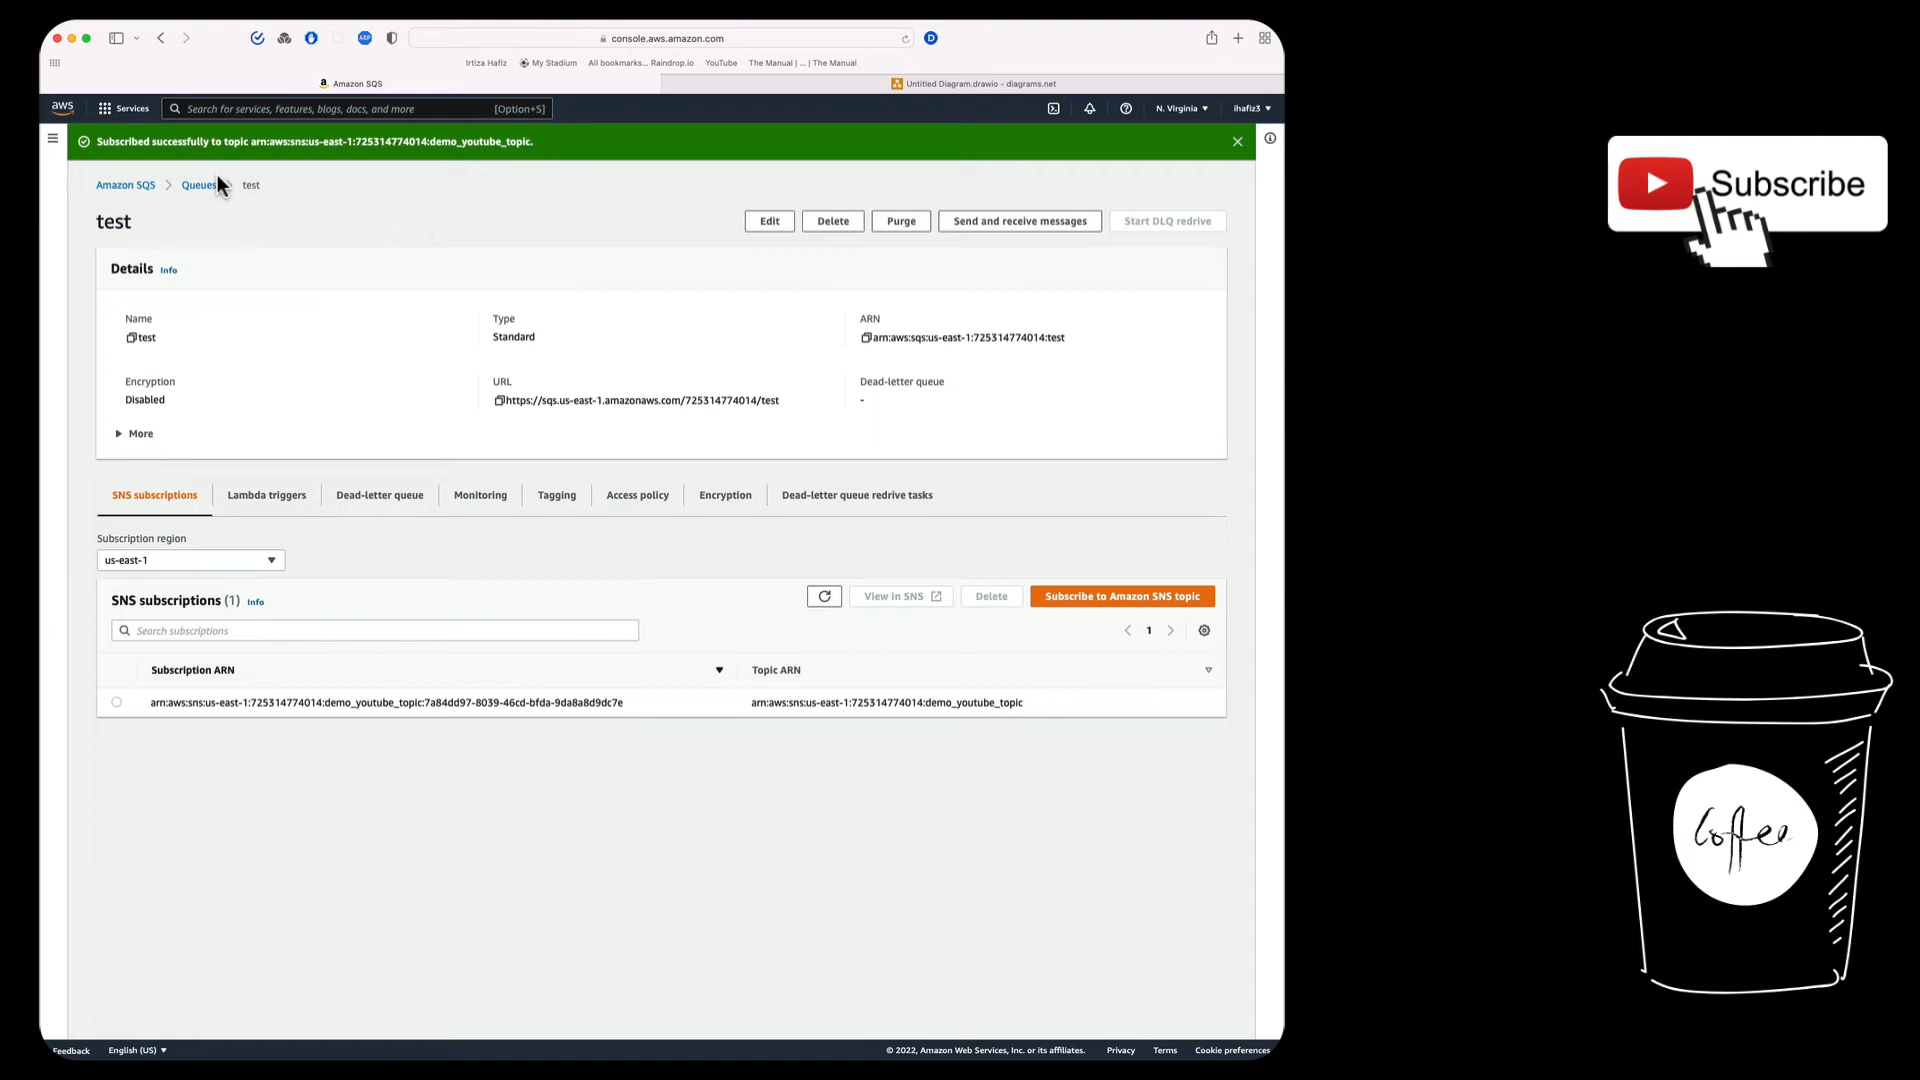 console.aws.amazon.com
Irtiza Hafiz My Stadium All bookmarks... Raindrop.io YouTube The Manual | ... | The Manual
Amazon SQS
Untitled Diagram.drawio - diagrams.net
aws Services Search for services, features, blogs, docs, and more [Option+S] N. Virginia ihafiz3
Subscribed successfully to topic arn:aws:sns:us-east-1:725314774014:demo_youtube_topic.
Amazon SQS Queues test
test
Edit Delete Purge Send and receive messages Start DLQ redrive
Details Info
Name Type ARN
test Standard arn:aws:sqs:us-east-1:725314774014:test
Encryption URL Dead-letter queue
Disabled https://sqs.us-east-1.amazonaws.com/725314774014/test -
More
SNS subscriptions Lambda triggers Dead-letter queue Monitoring Tagging Access policy Encryption Dead-letter queue redrive tasks
Subscription region
us-east-1
SNS subscriptions (1) Info View in SNS Delete Subscribe to Amazon SNS topic
Search subscriptions 1
Subscription ARN Topic ARN
arn:aws:sns:us-east-1:725314774014:demo_youtube_topic:7a84dd97-8039-46cd-bfda-9da8a8d9dc7e arn:aws:sns:us-east-1:725314774014:demo_youtube_topic
Feedback English (US) © 2022, Amazon Web Services, Inc. or its affiliates. Privacy Terms Cookie preferences
Subscribe
Coffee